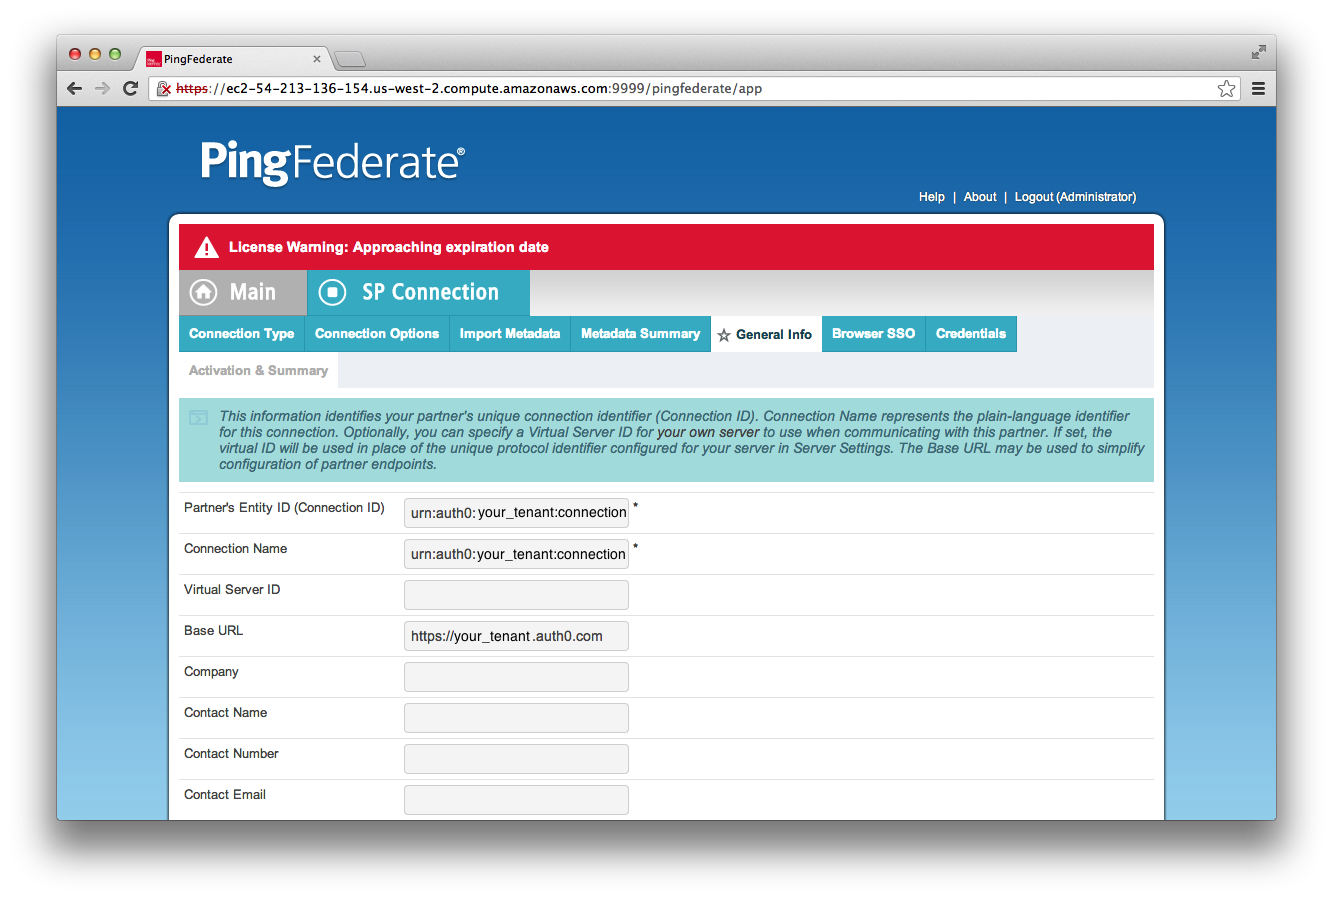 PingFederate
https://ec2-54-213-136-154.us-west-2.compute.amazonaws.com:9999/pingfederate/app
PingFederate®
Help | About | Logout (Administrator)
License Warning: Approaching expiration date
Main SP Connection
Connection Type Connection Options Import Metadata Metadata Summary General Info Browser SSO Credentials
Activation & Summary
This information identifies your partner's unique connection identifier (Connection ID). Connection Name represents the plain-language identifier
for this connection. Optionally, you can specify a Virtual Server ID for your own server to use when communicating with this partner. If set, the
virtual ID will be used in place of the unique protocol identifier configured for your server in Server Settings. The Base URL may be used to simplify
configuration of partner endpoints.
Partner's Entity ID (Connection ID) urn:auth0:your_tenant:connection *
Connection Name urn:auth0:your_tenant:connection *
Virtual Server ID
Base URL https://your_tenant.auth0.com
Company
Contact Name
Contact Number
Contact Email